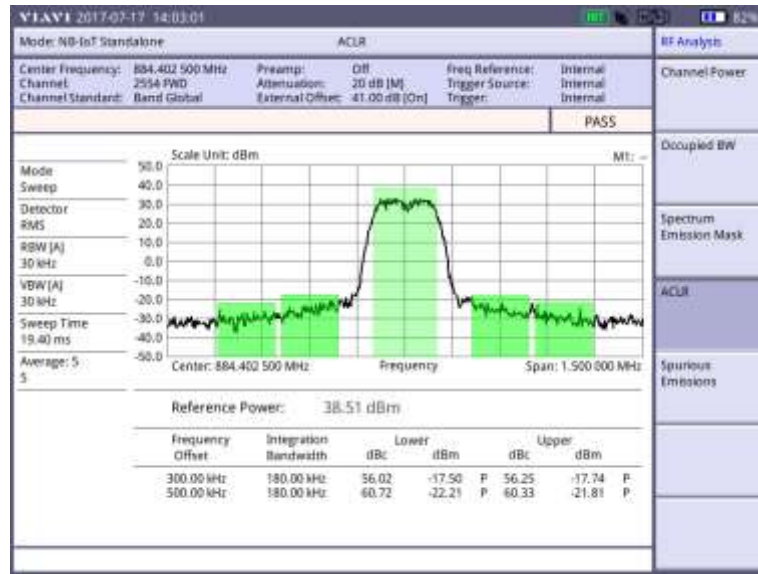 VIAVI 2017-07-17 14:03:01 INT 82%
Mode: NB-IoT Standalone ACLR RF Analysis
Center Frequency: 884.402 500 MHz Preamp: Off Freq Reference: Internal
Channel: 2554 FWD Attenuation: 20 dB [M] Trigger Source: Internal
Channel Standard: Band Global External Offset: 41.00 dB [On] Trigger: Internal
Channel Power
PASS
Occupied BW
Scale Unit: dBm M1: --
Mode
Sweep
Detector
RMS
RBW [A]
30 kHz
VBW [A]
30 kHz
Sweep Time
19.40 ms
Average: 5
5
50.0
40.0
30.0
20.0
10.0
0.0
-10.0
-20.0
-30.0
-40.0
-50.0
Spectrum
Emission Mask
ACLR
Spurious
Emissions
Center: 884.402 500 MHz Frequency Span: 1.500 000 MHz
Reference Power: 38.51 dBm
Frequency Integration Lower Upper
Offset Bandwidth dBc dBm dBc dBm
300.00 kHz 180.00 kHz 56.02 -17.50 P 56.25 -17.74 P
500.00 kHz 180.00 kHz 60.72 -22.21 P 60.33 -21.81 P